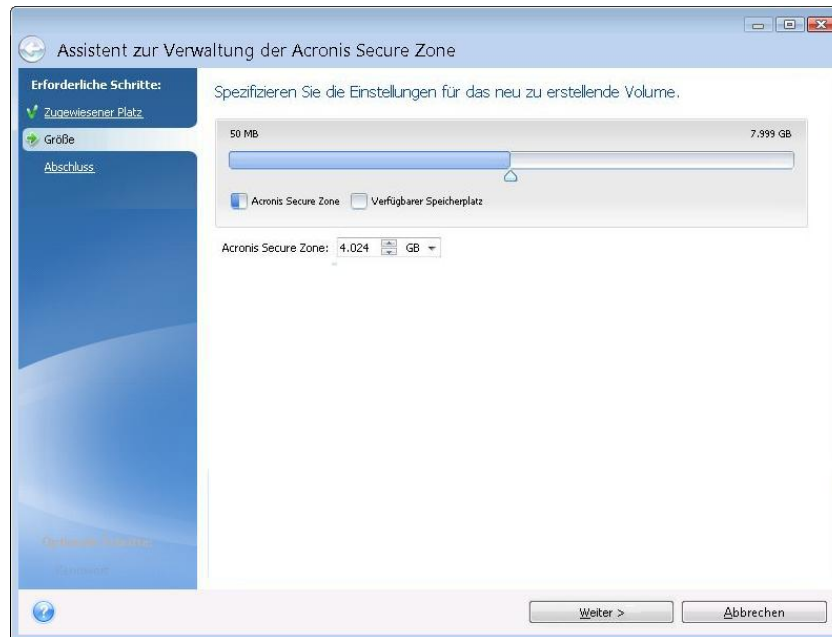 Assistent zur Verwaltung der Acronis Secure Zone
Erforderliche Schritte:
Zugewiesener Platz
Größe
Abschluss
Spezifizieren Sie die Einstellungen für das neu zu erstellende Volume.
50 MB 7.999 GB
Acronis Secure Zone Verfügbarer Speicherplatz
Acronis Secure Zone: 4.024 GB
Weiter > Abbrechen